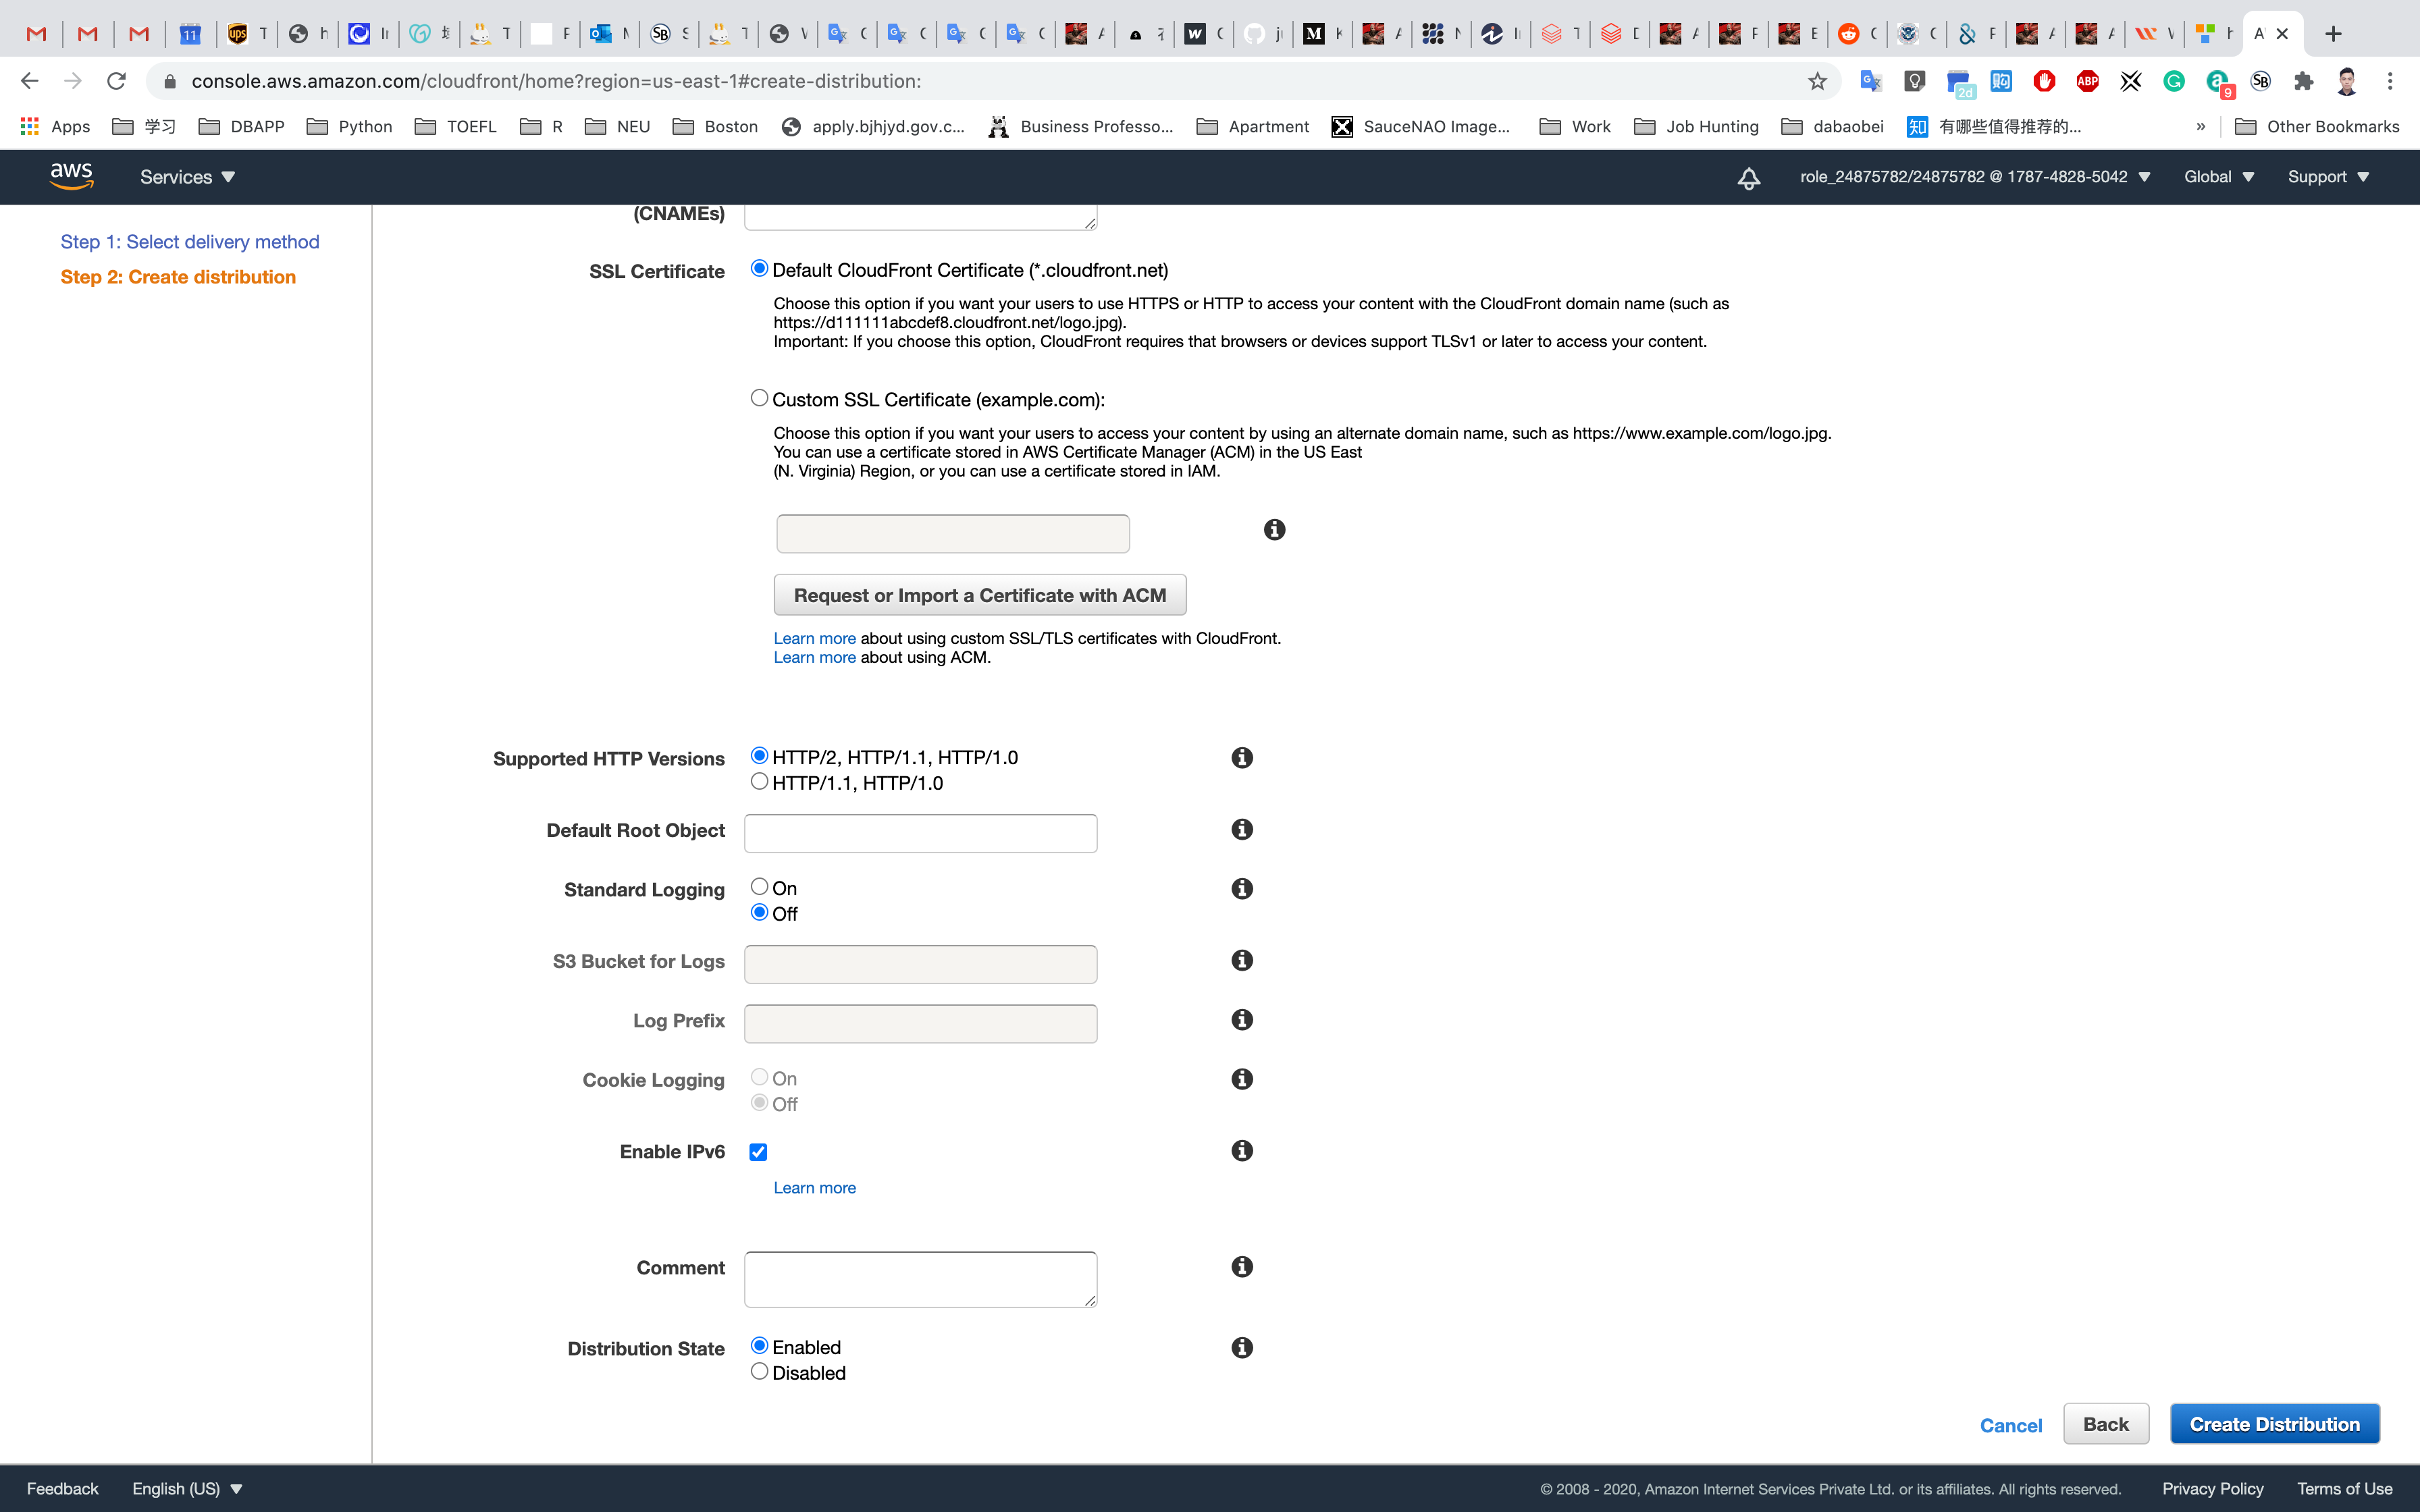 console.aws.amazon.com/cloudfront/home?region=us-east-1#create-distribution:
Apps
学习
DBAPP
Python
TOEFL
R
NEU
Boston
apply.bjhjyd.gov.c...
Business Professo...
Apartment
SauceNAO Image...
Work
Job Hunting
dabaobei
有哪些值得推荐的...
»
Other Bookmarks
aws
Services
role_24875782/24875782 @ 1787-4828-5042
Global
Support
Step 1: Select delivery method
Step 2: Create distribution
(CNAMEs)
SSL Certificate
Default CloudFront Certificate (*.cloudfront.net)
Choose this option if you want your users to use HTTPS or HTTP to access your content with the CloudFront domain name (such as
https://d111111abcdef8.cloudfront.net/logo.jpg).
Important: If you choose this option, CloudFront requires that browsers or devices support TLSv1 or later to access your content.
Custom SSL Certificate (example.com):
Choose this option if you want your users to access your content by using an alternate domain name, such as https://www.example.com/logo.jpg.
You can use a certificate stored in AWS Certificate Manager (ACM) in the US East
(N. Virginia) Region, or you can use a certificate stored in IAM.
Request or Import a Certificate with ACM
Learn more about using custom SSL/TLS certificates with CloudFront.
Learn more about using ACM.
Supported HTTP Versions
HTTP/2, HTTP/1.1, HTTP/1.0
HTTP/1.1, HTTP/1.0
Default Root Object
Standard Logging
On
Off
S3 Bucket for Logs
Log Prefix
Cookie Logging
On
Off
Enable IPv6
Learn more
Comment
Distribution State
Enabled
Disabled
Cancel
Back
Create Distribution
Feedback
English (US)
© 2008 - 2020, Amazon Internet Services Private Ltd. or its affiliates. All rights reserved.
Privacy Policy
Terms of Use